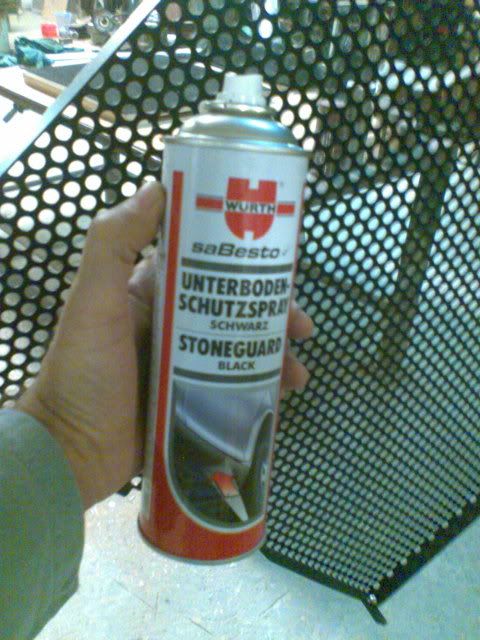 WÜRTH
saBesto
UNTERBODEN-
SCHUTZSPRAY
SCHWARZ
STONEGUARD
BLACK